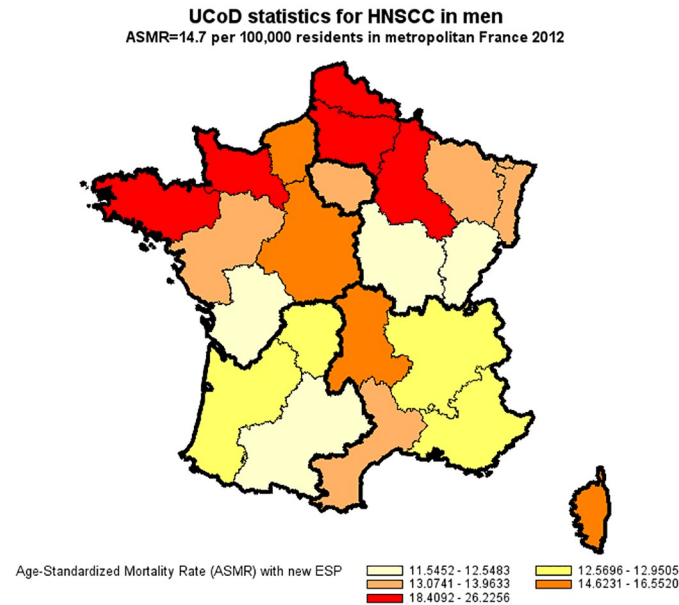 UCoD statistics for HNSCC in men
ASMR=14.7 per 100,000 residents in metropolitan France 2012
Age-Standardized Mortality Rate (ASMR) with new ESP
11.5452 - 12.5483
12.5696 - 12.9505
13.0741 - 13.9633
14.6231 - 16.5520
18.4092 - 26.2256